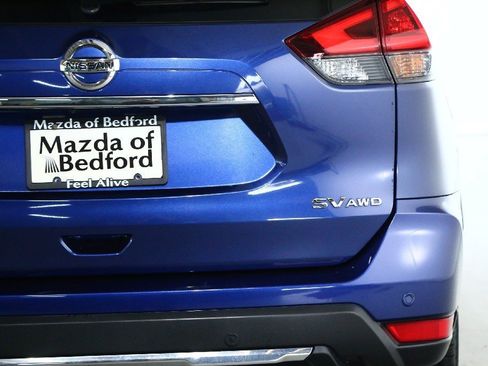 NISSAN
Mazda of Bedford
Mazda of
Bedford
Feel Alive
SV AWD